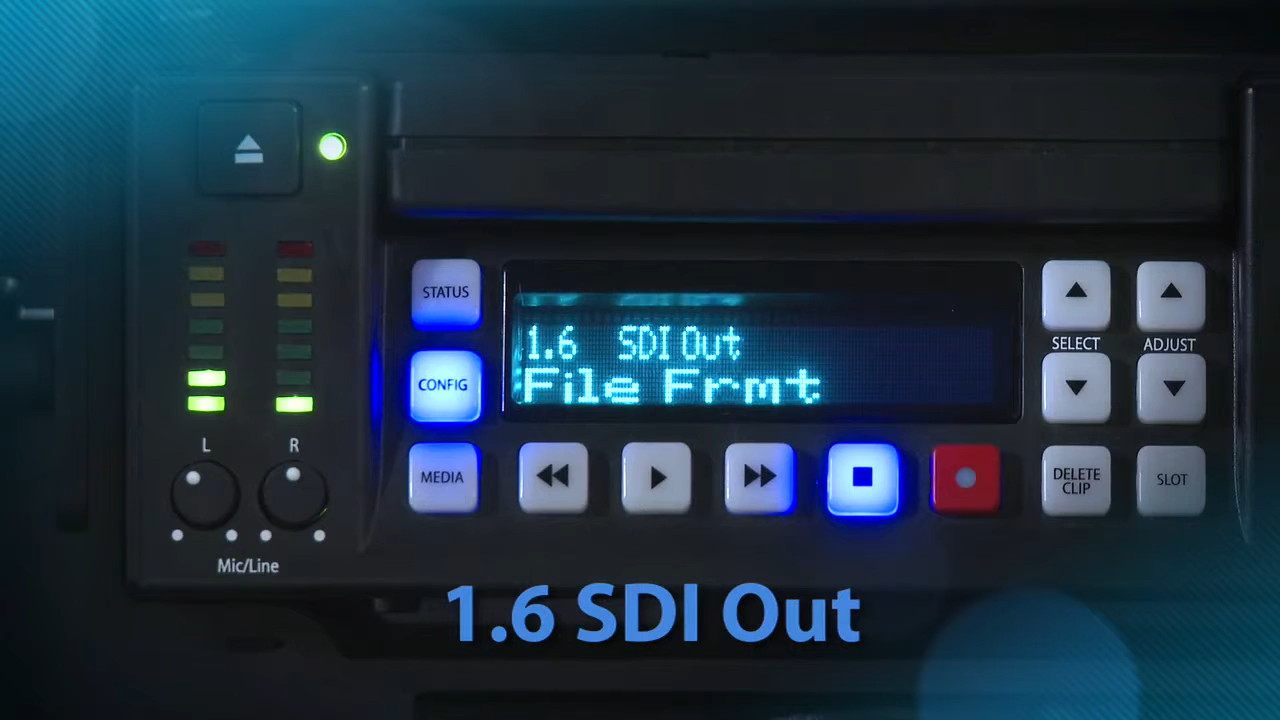 STATUS
1.6 SDI Out
CONFIG
File Frmt
SELECT
ADJUST
L R
MEDIA
DELETE
CLIP
SLOT
Mic/Line
1.6 SDI Out